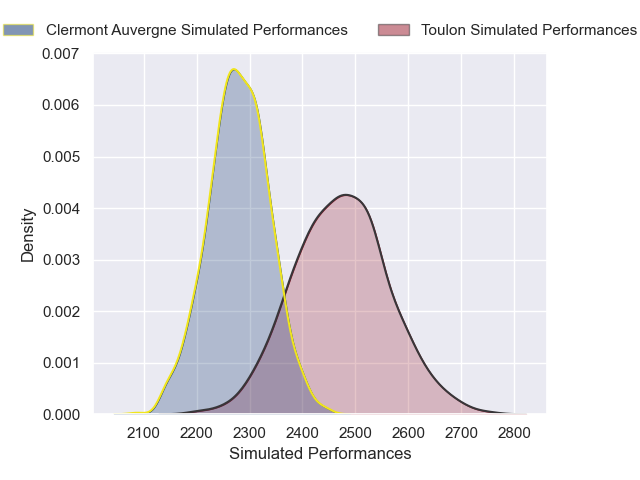 Clermont Auvergne Simulated Performances Toulon Simulated Performances
0.007
0.006
0.005
0.004
0.003
0.002
0.001
0.000
Density
2100 2200 2300 2400 2500 2600 2700 2800
Simulated Performances